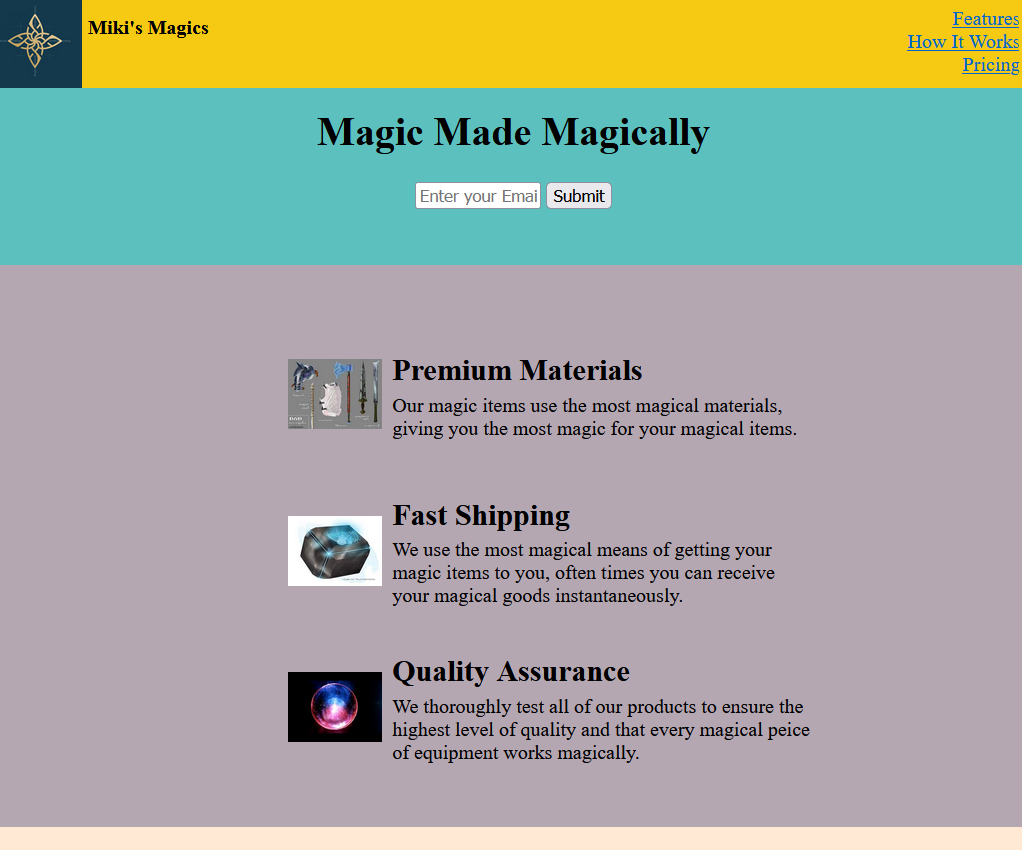 Miki's Magics
Features
How It Works
Pricing
Magic Made Magically
Enter your Emai
Submit
Premium Materials
Our magic items use the most magical materials,
giving you the most magic for your magical items.
Fast Shipping
We use the most magical means of getting your
magic items to you, often times you can receive
your magical goods instantaneously.
Quality Assurance
We thoroughly test all of our products to ensure the
highest level of quality and that every magical peice
of equipment works magically.